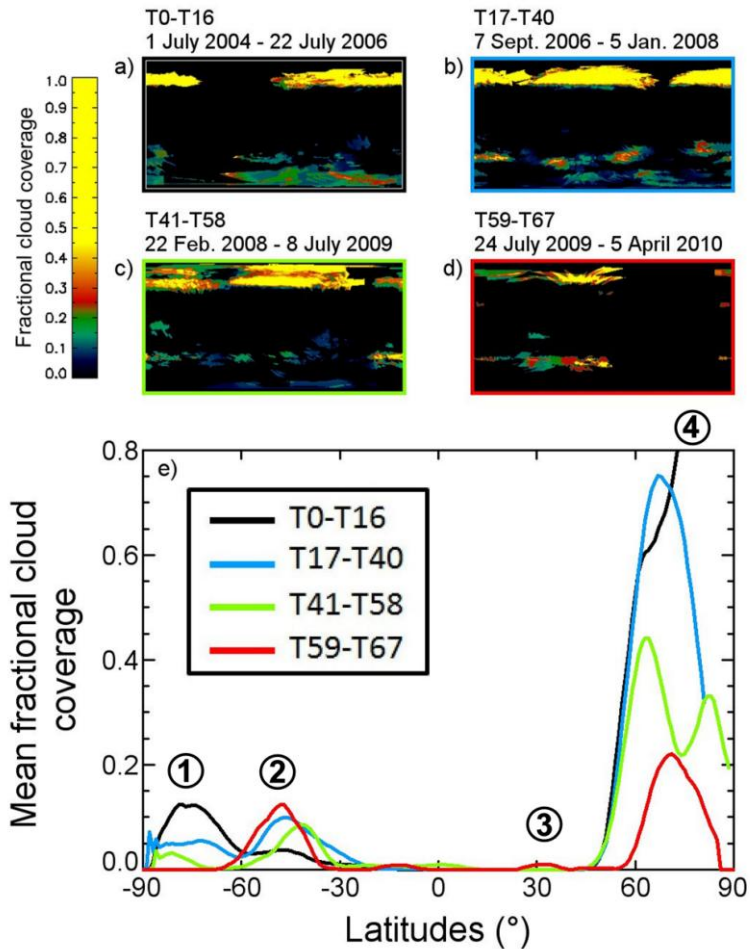 T0-T16
1 July 2004 - 22 July 2006
T17-T40
7 Sept. 2006 - 5 Jan. 2008
a)
b)
1.0
0.9
0.8
0.7
0.6
0.5
0.4
0.3
0.2
0.1
0.0
Fractional cloud coverage
T41-T58
22 Feb. 2008 - 8 July 2009
T59-T67
24 July 2009 - 5 April 2010
c)
d)
4
e)
0.8
0.6
0.4
0.2
0.0
Mean fractional cloud
coverage
T0-T16
T17-T40
T41-T58
T59-T67
1
2
3
-90
-60
-30
0
30
60
90
Latitudes (°)